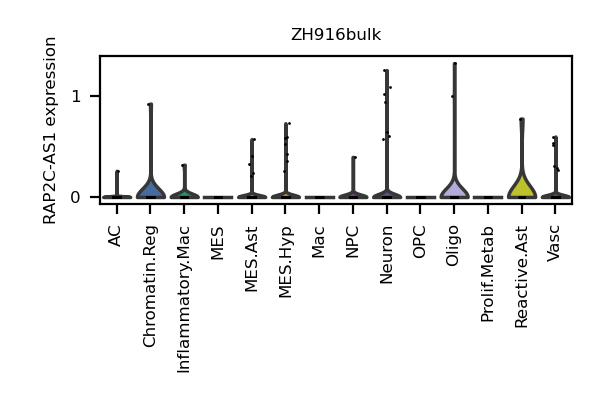 ZH916bulk
RAP2C-AS1 expression
1
0
AC
Chromatin.Reg
Inflammatory.Mac
MES
MES.Ast
MES.Hyp
Mac
NPC
Neuron
OPC
Oligo
Prolif.Metab
Reactive.Ast
Vasc